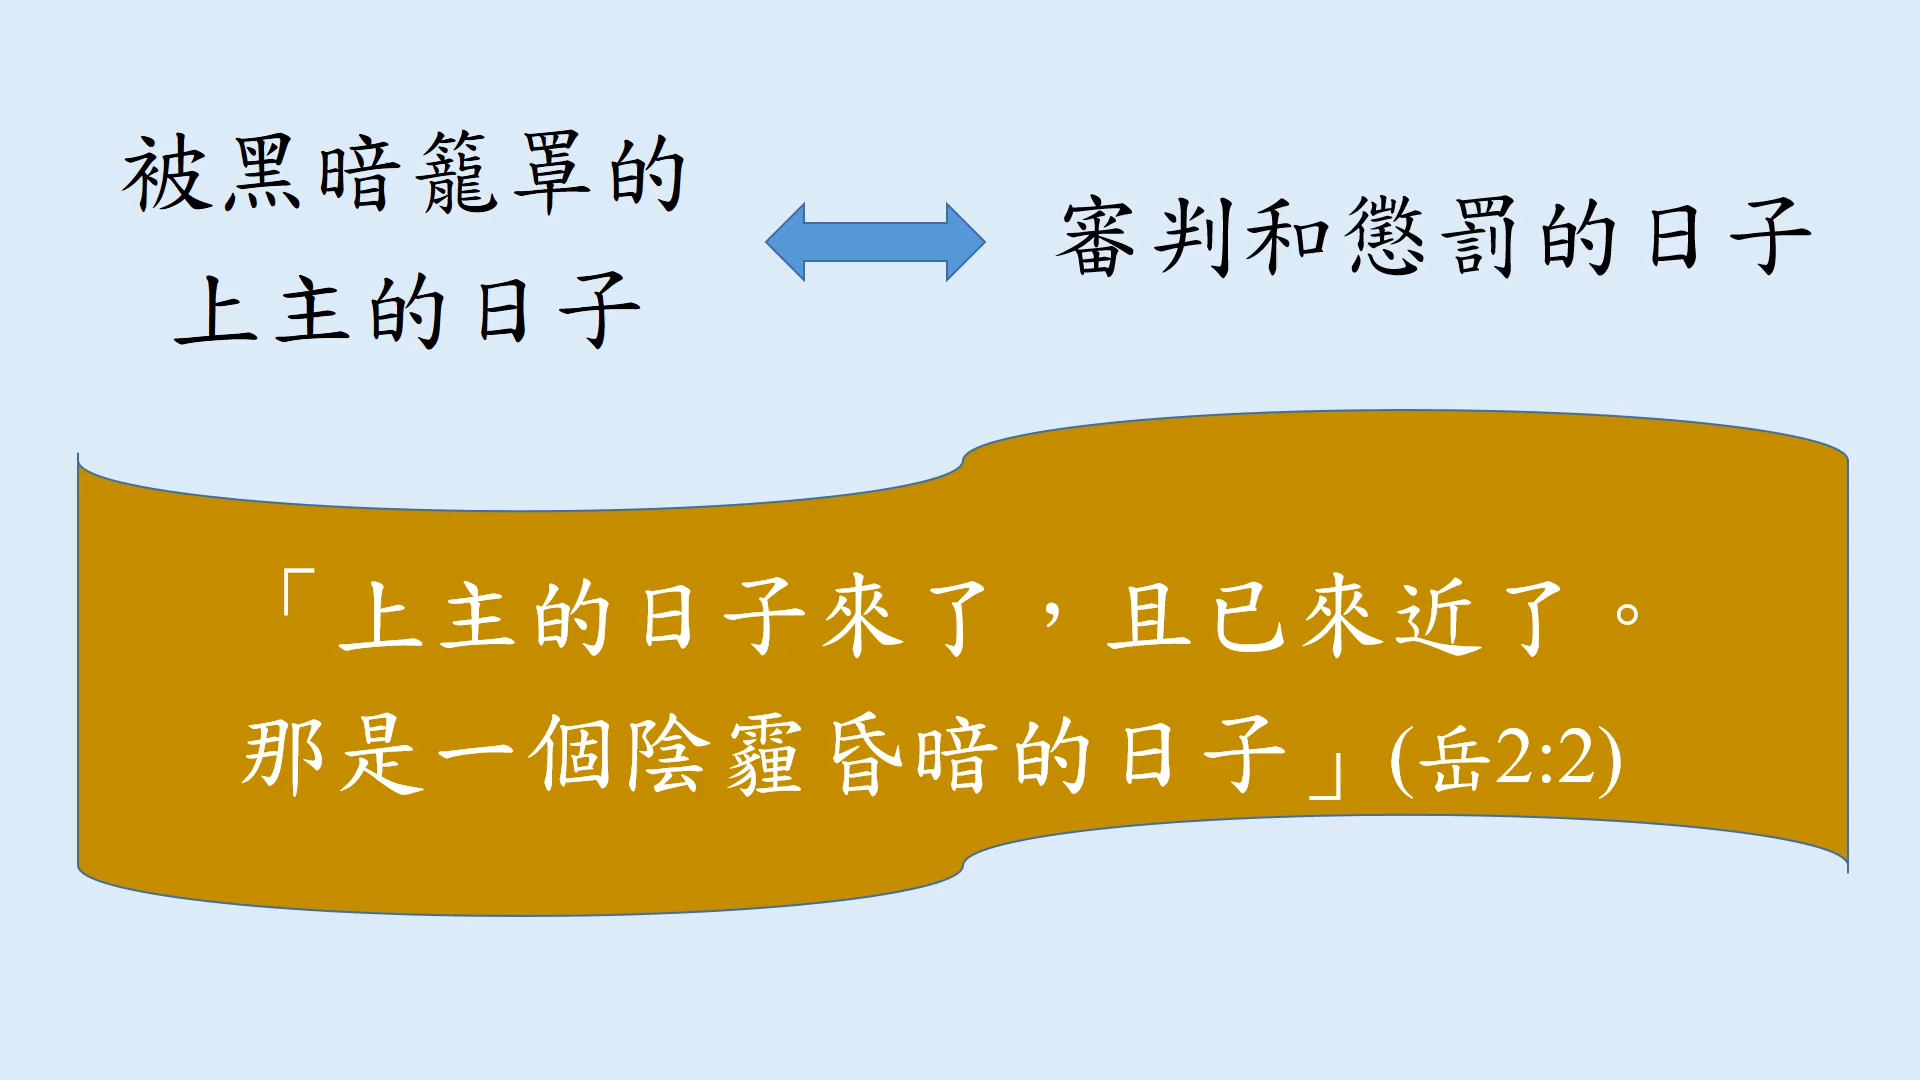 被黑暗籠罩的
上主的日子
審判和懲罰的日子
「上主的日子來了，且已來近了。
那是一個陰霾昏暗的日子」(岳2:2)